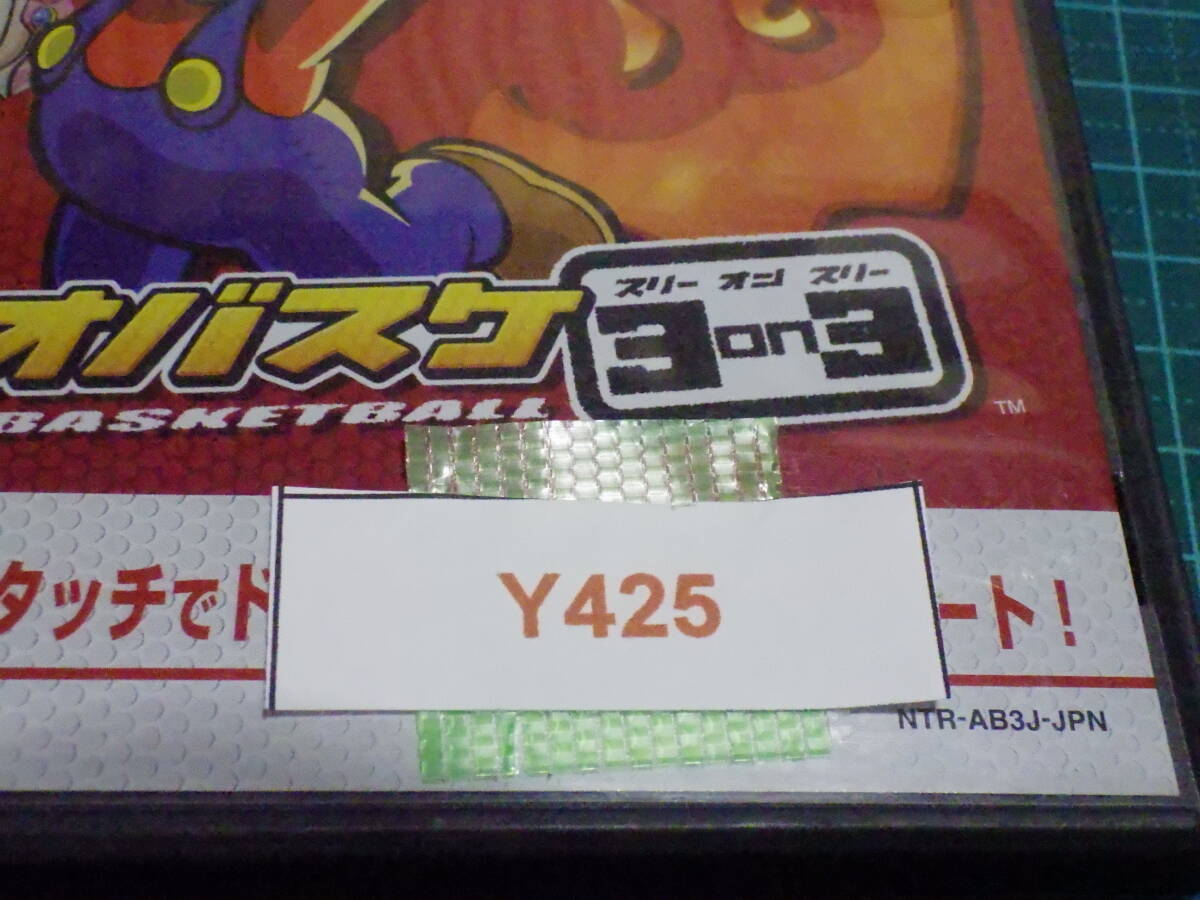 スリー オン スリー
オバスケ 3on3
BASKETBALL
TM
タッチでド
ート!
Y425
NTR-AB3J-JPN